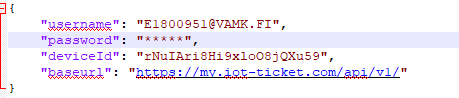 {
"username": "E1800951@VAMK.FI",
"password": "*****",
"deviceId": "rNuIAri8Hi9xloO8jQXu59",
"baseurl": "https://my.iot-ticket.com/api/v1/"
}